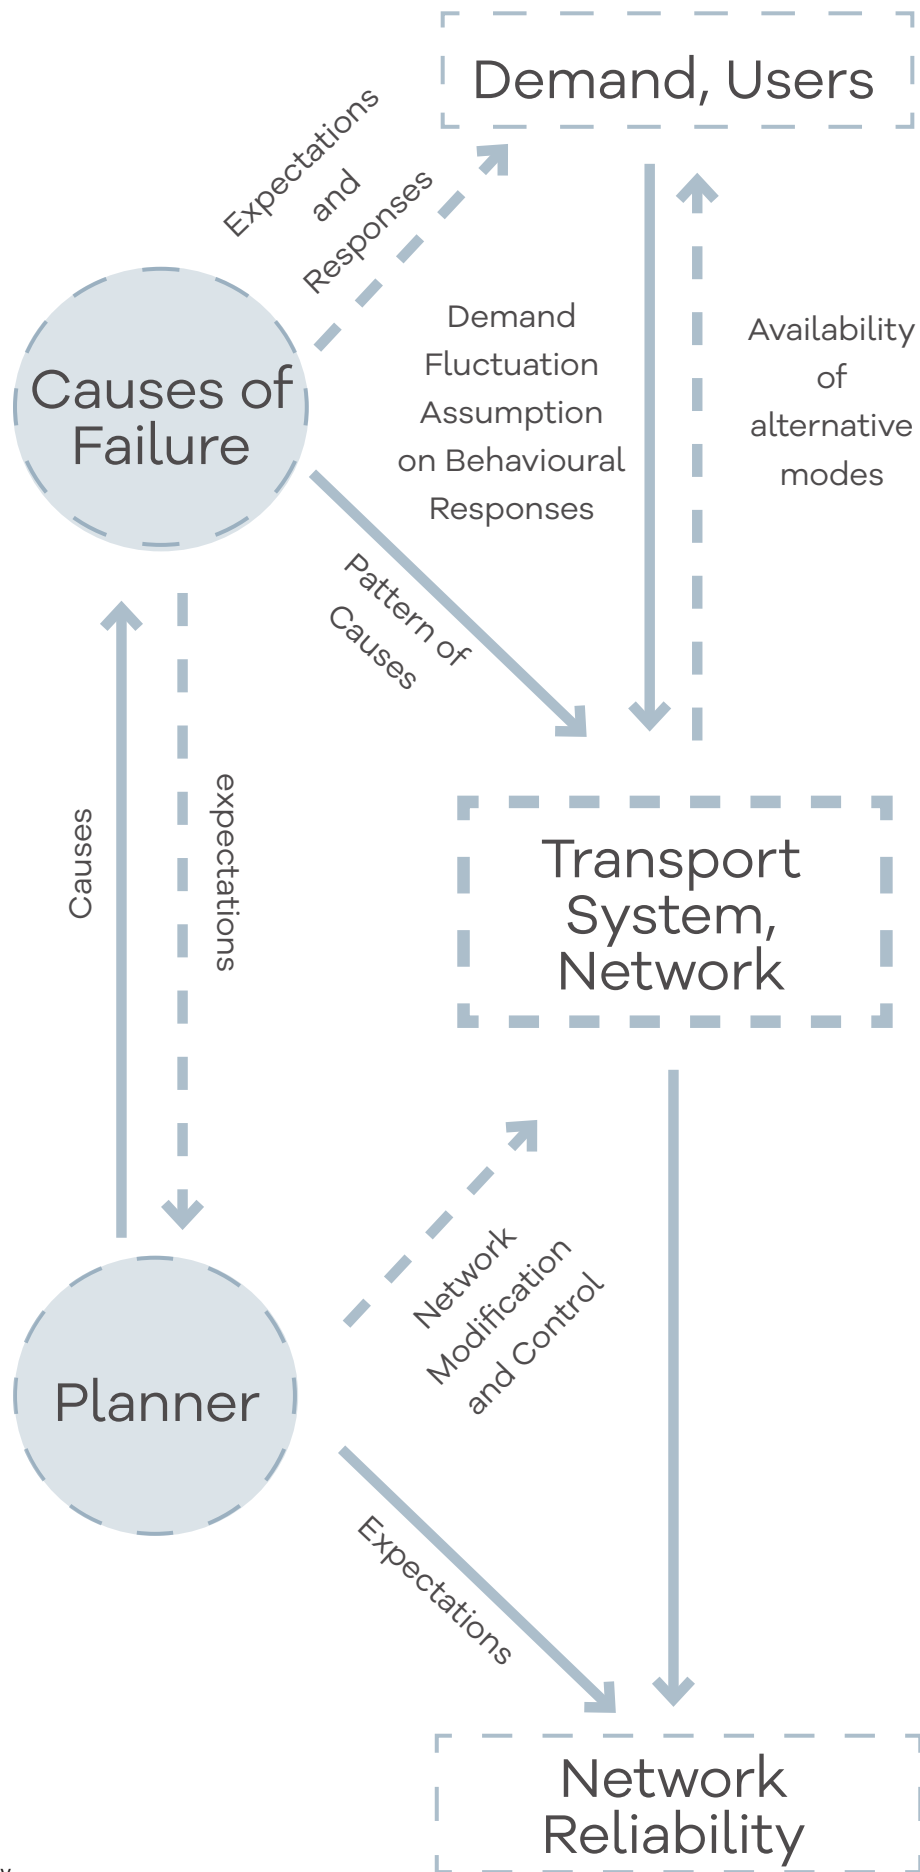 Demand, Users
Expectations
and
Responses
Causes of
Failure
Demand
Fluctuation
Assumption
on Behavioural
Responses
Availability
of
alternative
modes
Pattern of
Causes
Causes
expectations
Transport
System,
Network
Network
Modification
and Control
Planner
Expectations
Network
Reliability